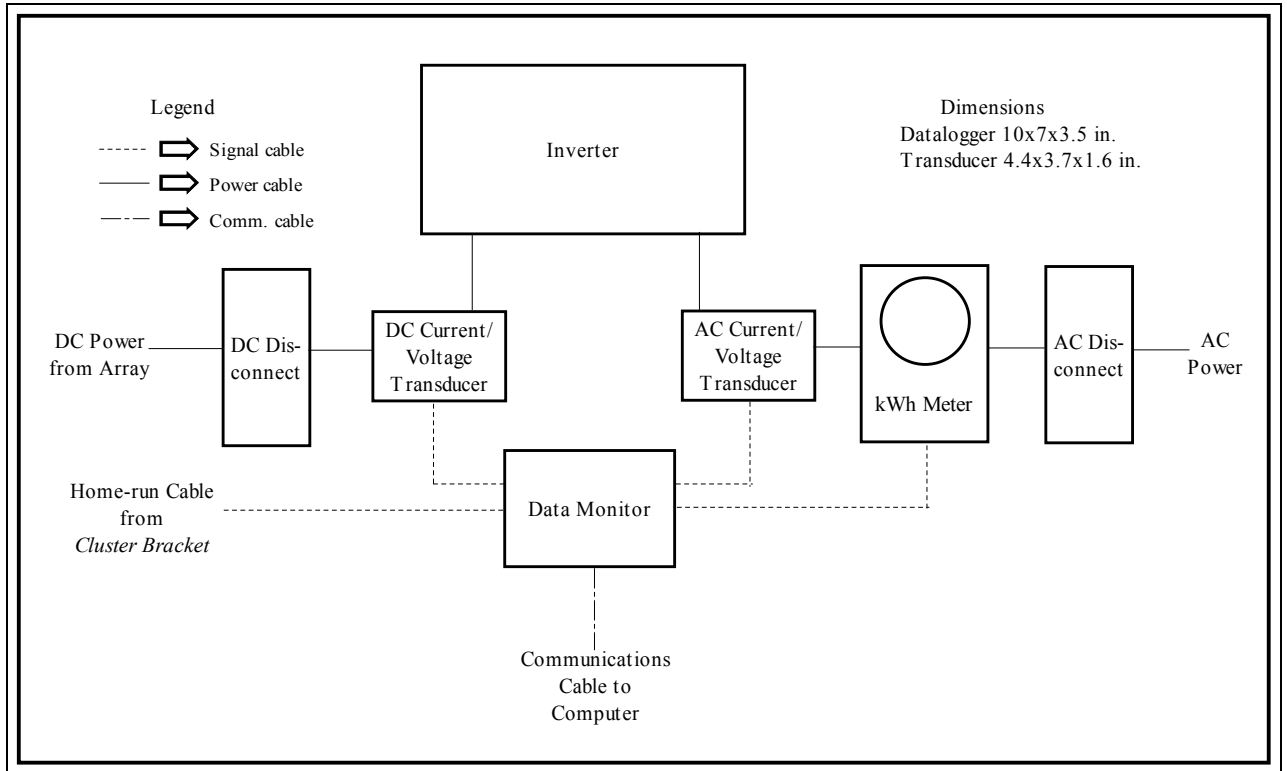 Legend
Signal cable
Power cable
Comm. cable
Inverter
Dimensions
Datalogger 10x7x3.5 in.
Transducer 4.4x3.7x1.6 in.
DC Power
from Array
DC Dis-
connect
DC Current/
Voltage
Transducer
AC Current/
Voltage
Transducer
kWh Meter
AC Dis-
connect
AC
Power
Home-run Cable
from
Cluster Bracket
Data Monitor
Communications
Cable to
Computer